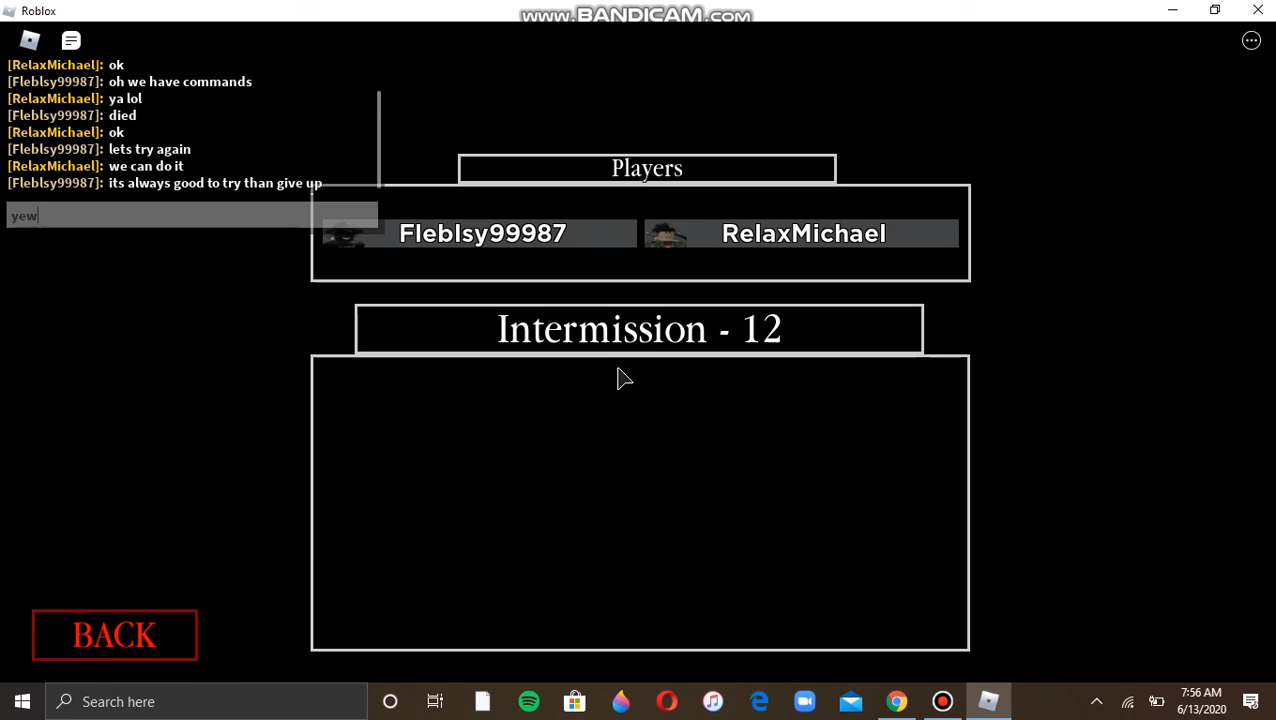 Roblox
www.BANDICAM.com
[RelaxMichael]: ok
[Fleblsy99987]: oh we have commands
[RelaxMichael]: ya lol
[Fleblsy99987]: died
[RelaxMichael]: ok
[Fleblsy99987]: lets try again
[RelaxMichael]: we can do it
[Fleblsy99987]: its always good to try than give up
yew
Players
Fleblsy99987 RelaxMichael
Intermission - 12
BACK
Search here
7:56 AM
6/13/2020